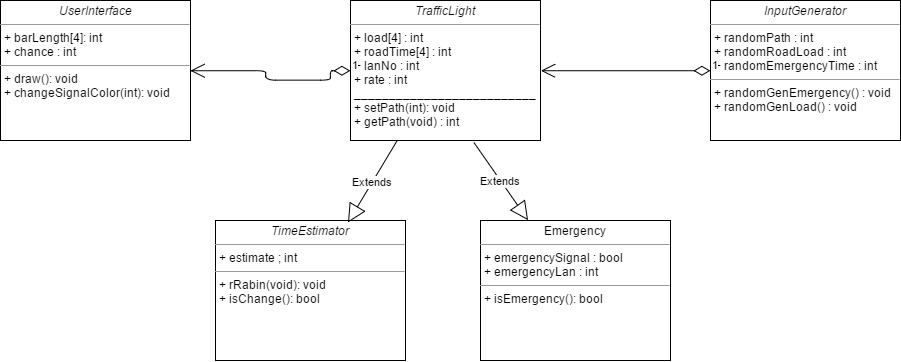 UserInterface
+ barLength[4]: int
+ chance : int
+ draw(): void
+ changeSignalColor(int): void
TrafficLight
+ load[4] : int
+ roadTime[4] : int
1
- lanNo : int
+ rate : int
+ setPath(int): void
+ getPath(void) : int
InputGenerator
+ randomPath : int
+ randomRoadLoad : int
1
- randomEmergencyTime : int
+ randomGenEmergency() : void
+ randomGenLoad() : void
Extends
Extends
TimeEstimator
+ estimate ; int
+ rRabin(void): void
+ isChange(): bool
Emergency
+ emergencySignal : bool
+ emergencyLan : int
+ isEmergency(): bool